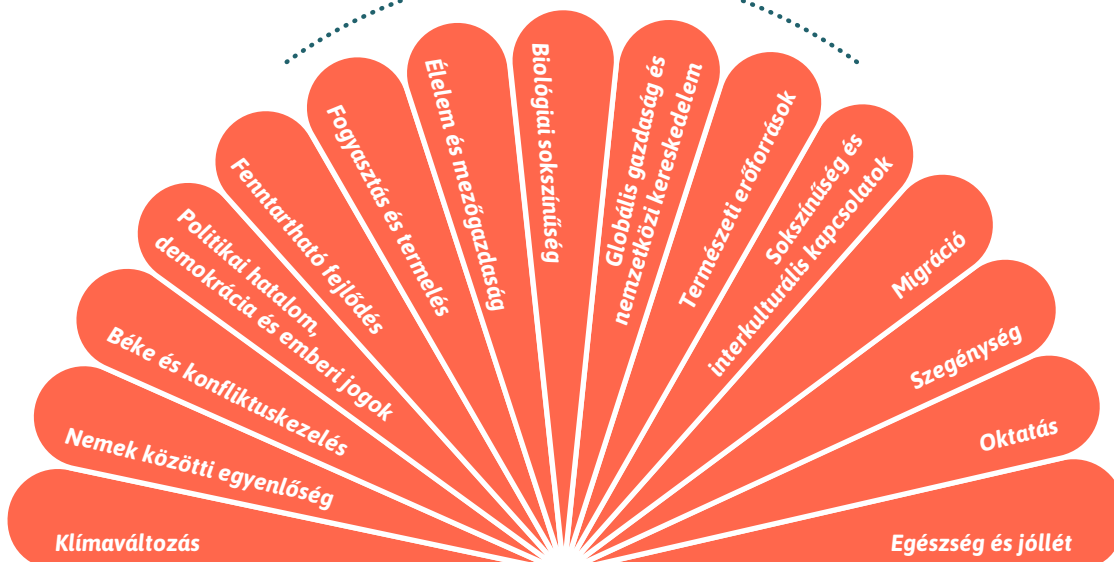 Klímaváltozás
Nemek közötti egyenlőség
Béke és konfliktuskezelés
Politikai hatalom,
demokrácia és emberi jogok
Fenntartható fejlődés
Fogyasztás és termelés
Élelem és mezőgazdaság
Biológiai sokszínűség
Globális gazdaság és
nemzetközi kereskedelem
Természeti erőforrások
Sokszínűség és
interkulturális kapcsolatok
Migráció
Szegénység
Oktatás
Egészség és jóllét